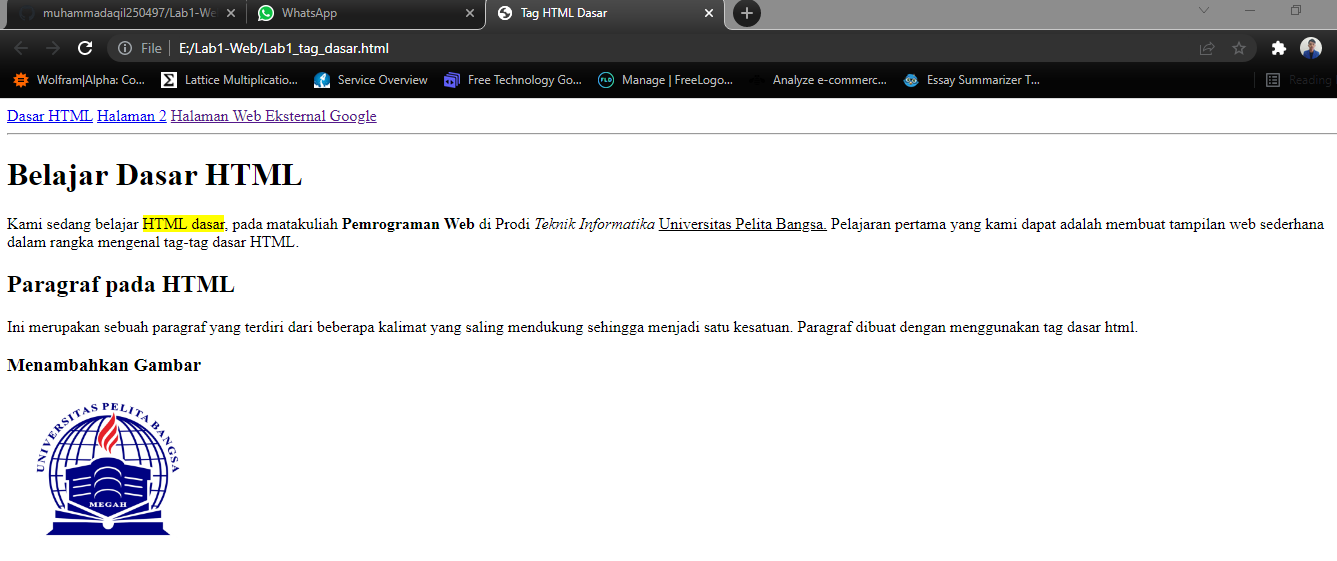 muhammadaqil250497/Lab1-We
WhatsApp
Tag HTML Dasar
File E:/Lab1-Web/Lab1_tag_dasar.html
Wolfram|Alpha: Co... Lattice Multiplicatio... Service Overview Free Technology Go... Manage | FreeLogo... Analyze e-commerc... Essay Summarizer T... Reading
Dasar HTML Halaman 2 Halaman Web Eksternal Google
Belajar Dasar HTML
Kami sedang belajar HTML dasar, pada matakuliah Pemrograman Web di Prodi Teknik Informatika Universitas Pelita Bangsa. Pelajaran pertama yang kami dapat adalah membuat tampilan web sederhana
dalam rangka mengenal tag-tag dasar HTML.
Paragraf pada HTML
Ini merupakan sebuah paragraf yang terdiri dari beberapa kalimat yang saling mendukung sehingga menjadi satu kesatuan. Paragraf dibuat dengan menggunakan tag dasar html.
Menambahkan Gambar
UNIVERSITAS PELITA BANGSA
MEGAH